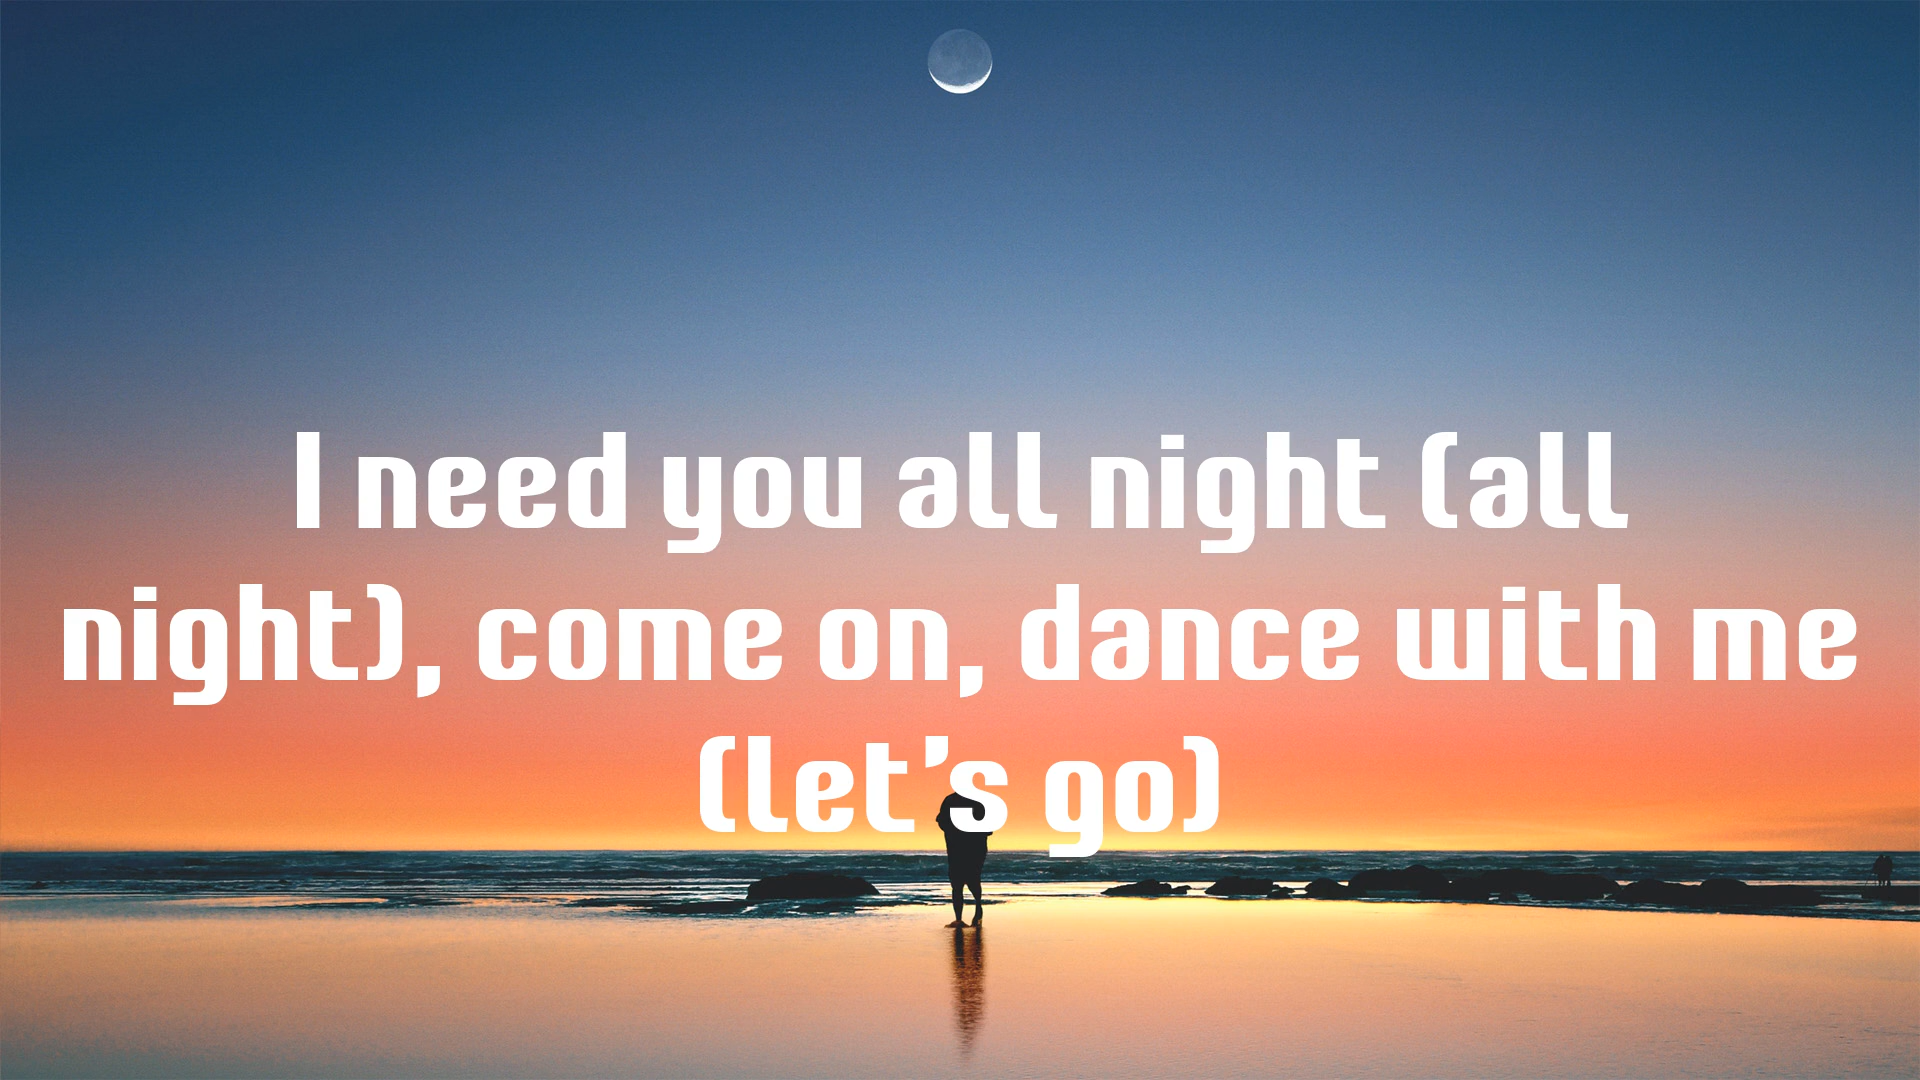 I need you all night (all
night), come on, dance with me
(let's go)